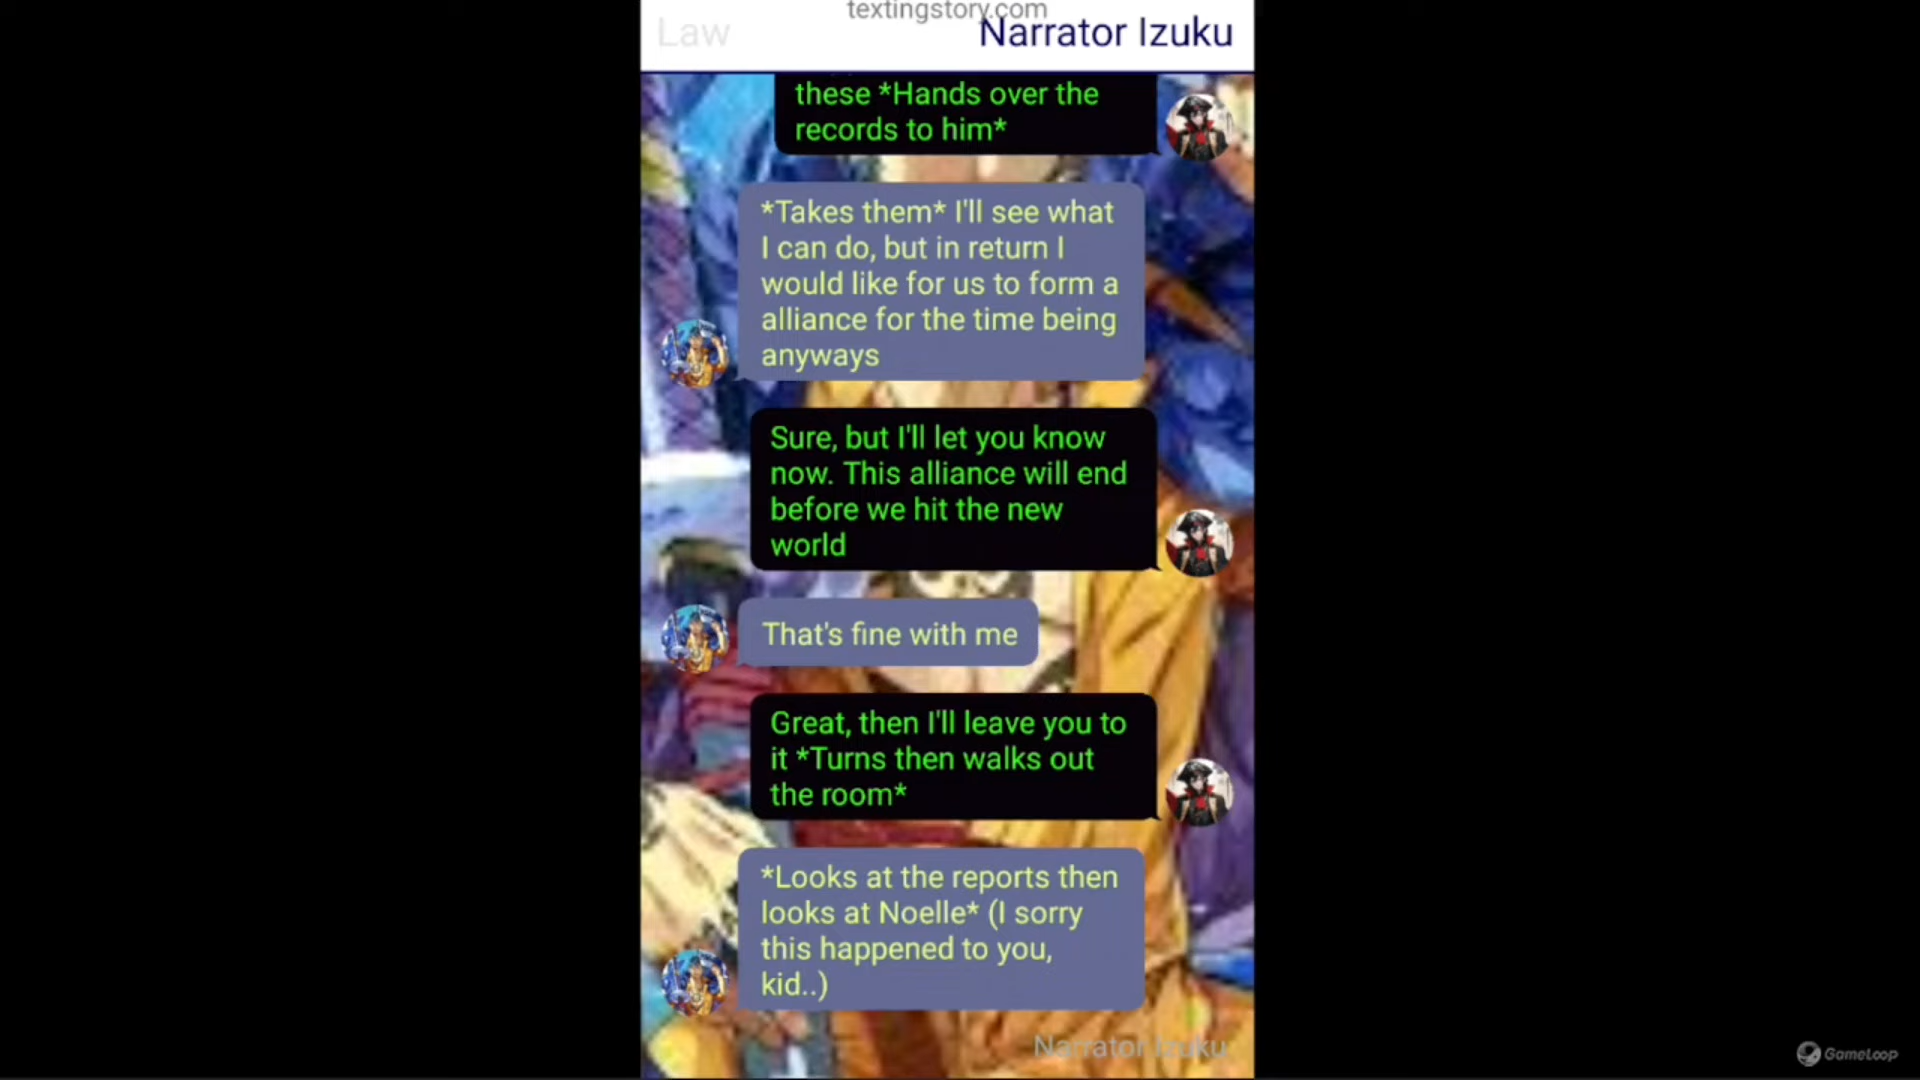 textingstory.com
Law
Narrator Izuku
these *Hands over the
records to him*
*Takes them* I'll see what
I can do, but in return I
would like for us to form a
alliance for the time being
anyways
Sure, but I'll let you know
now. This alliance will end
before we hit the new
world
That's fine with me
Great, then I'll leave you to
it *Turns then walks out
the room*
*Looks at the reports then
looks at Noelle* (I sorry
this happened to you,
kid..)
Narrator Izuku
GameLoop